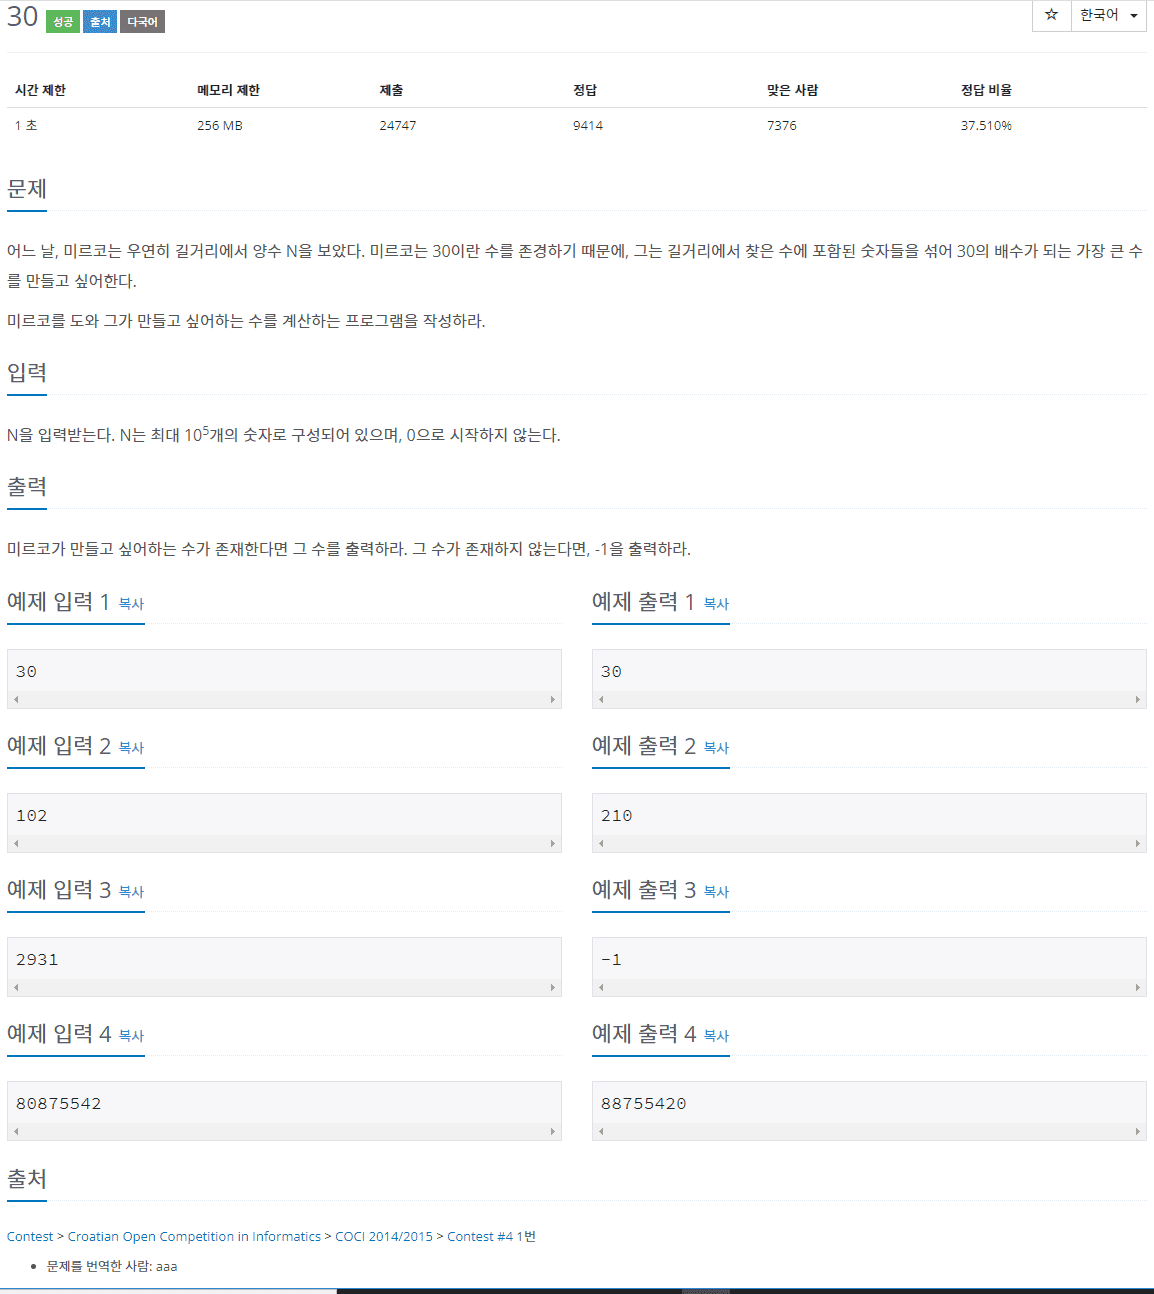 30 성공 출처 다국어 ☆ 한국어
시간 제한 메모리 제한 제출 정답 맞은 사람 정답 비율
1 초 256 MB 24747 9414 7376 37.510%
문제
어느 날, 미르코는 우연히 길거리에서 양수 N을 보았다. 미르코는 30이란 수를 존경하기 때문에, 그는 길거리에서 찾은 수에 포함된 숫자들을 섞어 30의 배수가 되는 가장 큰 수
를 만들고 싶어한다.
미르코를 도와 그가 만들고 싶어하는 수를 계산하는 프로그램을 작성하라.
입력
N을 입력받는다. N는 최대 10⁵개의 숫자로 구성되어 있으며, 0으로 시작하지 않는다.
출력
미르코가 만들고 싶어하는 수가 존재한다면 그 수를 출력하라. 그 수가 존재하지 않는다면, -1을 출력하라.
예제 입력 1 복사 예제 출력 1 복사
30 30
예제 입력 2 복사 예제 출력 2 복사
102 210
예제 입력 3 복사 예제 출력 3 복사
2931 -1
예제 입력 4 복사 예제 출력 4 복사
80875542 88755420
출처
Contest > Croatian Open Competition in Informatics > COCI 2014/2015 > Contest #4 1번
• 문제를 번역한 사람: aaa